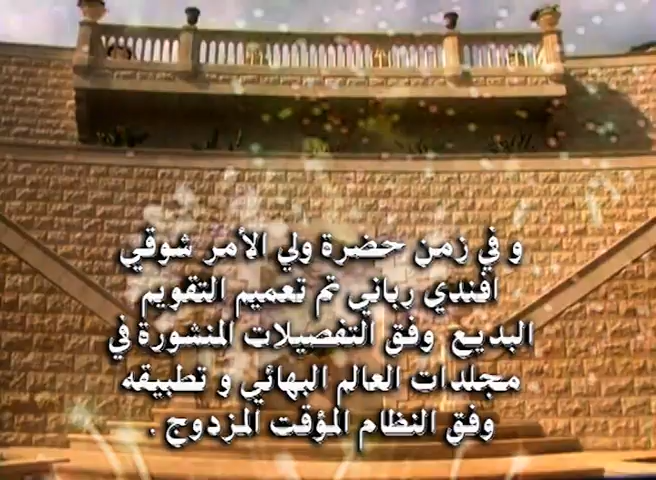 و في زمن حضرة ولي الأمر شوقي
افندي رباني تم تعميم التقويم
البديع وفق التفصيلات المنشورة في
مجلدات العالم البهائي و تطبيقه
وفق النظام المؤقت المزدوج .